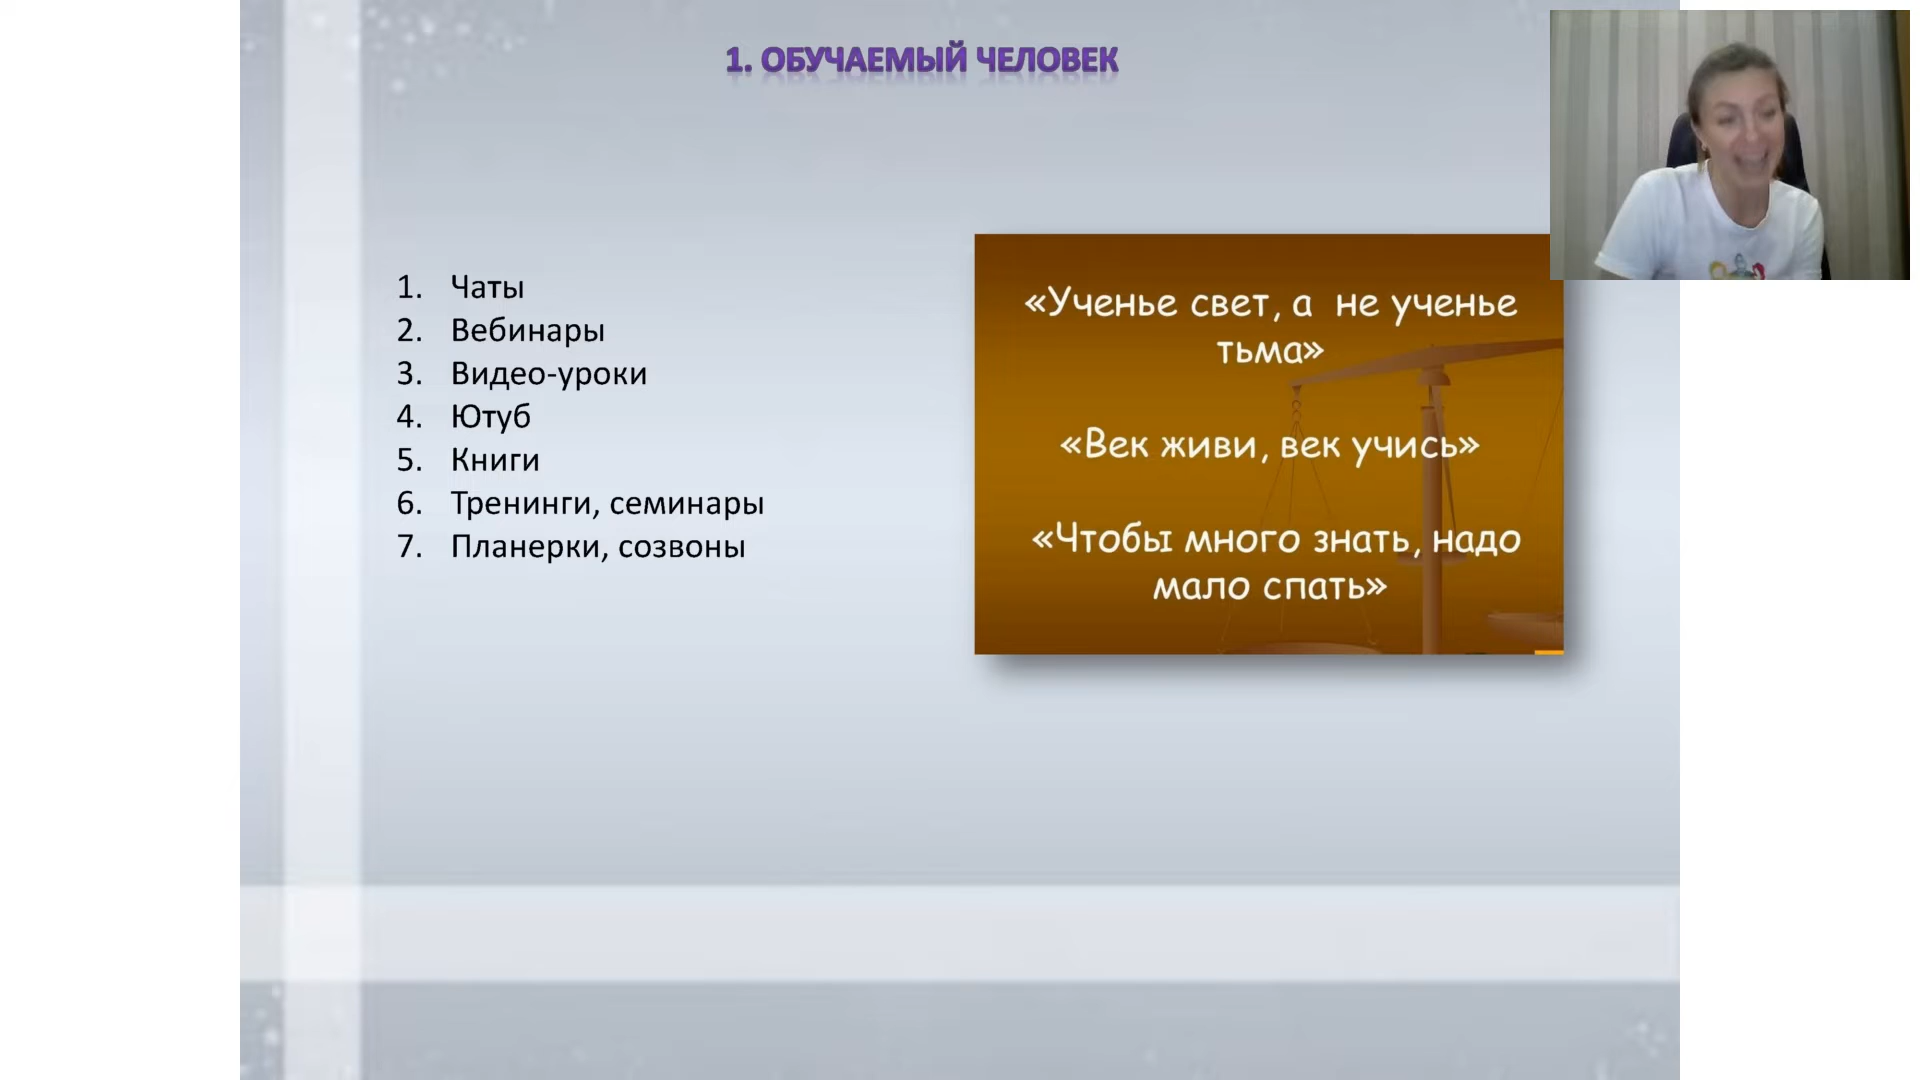 1. ОБУЧАЕМЫЙ ЧЕЛОВЕК
1. Чаты
2. Вебинары
3. Видео-уроки
4. Ютуб
5. Книги
6. Тренинги, семинары
7. Планерки, созвоны
«Ученье свет, а не ученье
тьма»
«Век живи, век учись»
«Чтобы много знать, надо
мало спать»